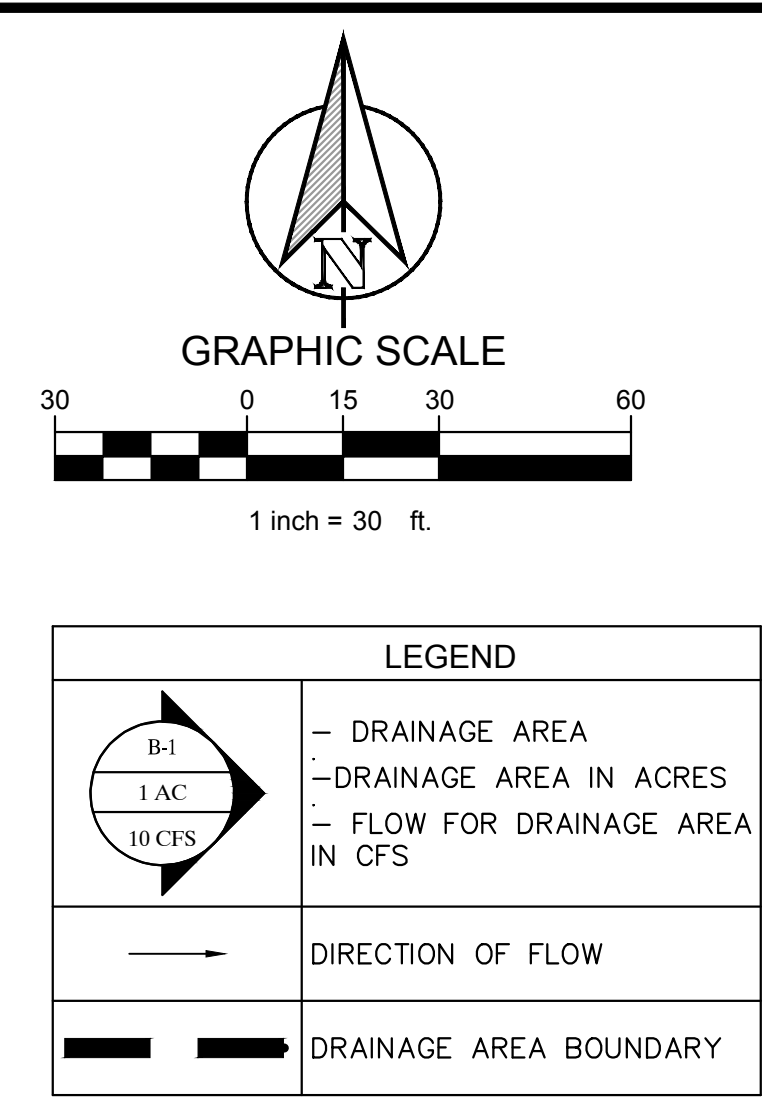 N
GRAPHIC SCALE
30 0 15 30 60
1 inch = 30 ft.
LEGEND
B-1
1 AC
10 CFS
– DRAINAGE AREA
–DRAINAGE AREA IN ACRES
– FLOW FOR DRAINAGE AREA
IN CFS
DIRECTION OF FLOW
DRAINAGE AREA BOUNDARY